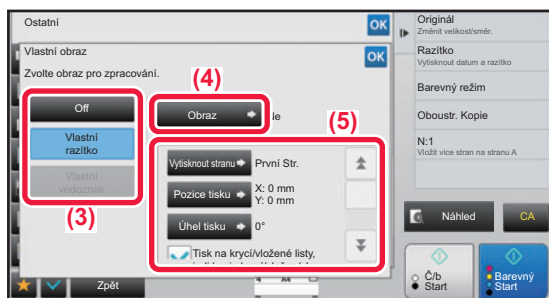 Ostatní
OK
Vlastní obraz
OK
Zvolte obraz pro zpracování.
(4)
Off
Vlastní
razítko
Vlastní
vodoznak
(3)
Obraz
(5)
Vytisknout stranu
První Str.
Pozice tisku
X: 0 mm
Y: 0 mm
Úhel tisku
0°
Tisk na krycí/vložené listy,
Zpět
A4
Originál
Změnit velikost/směr.
Razítko
Vytisknout datum a razítko
Barevný režim
Oboustr. Kopie
N:1
Vložit více stran na stranu A
Náhled
CA
Č/b
Start
Barevný
Start